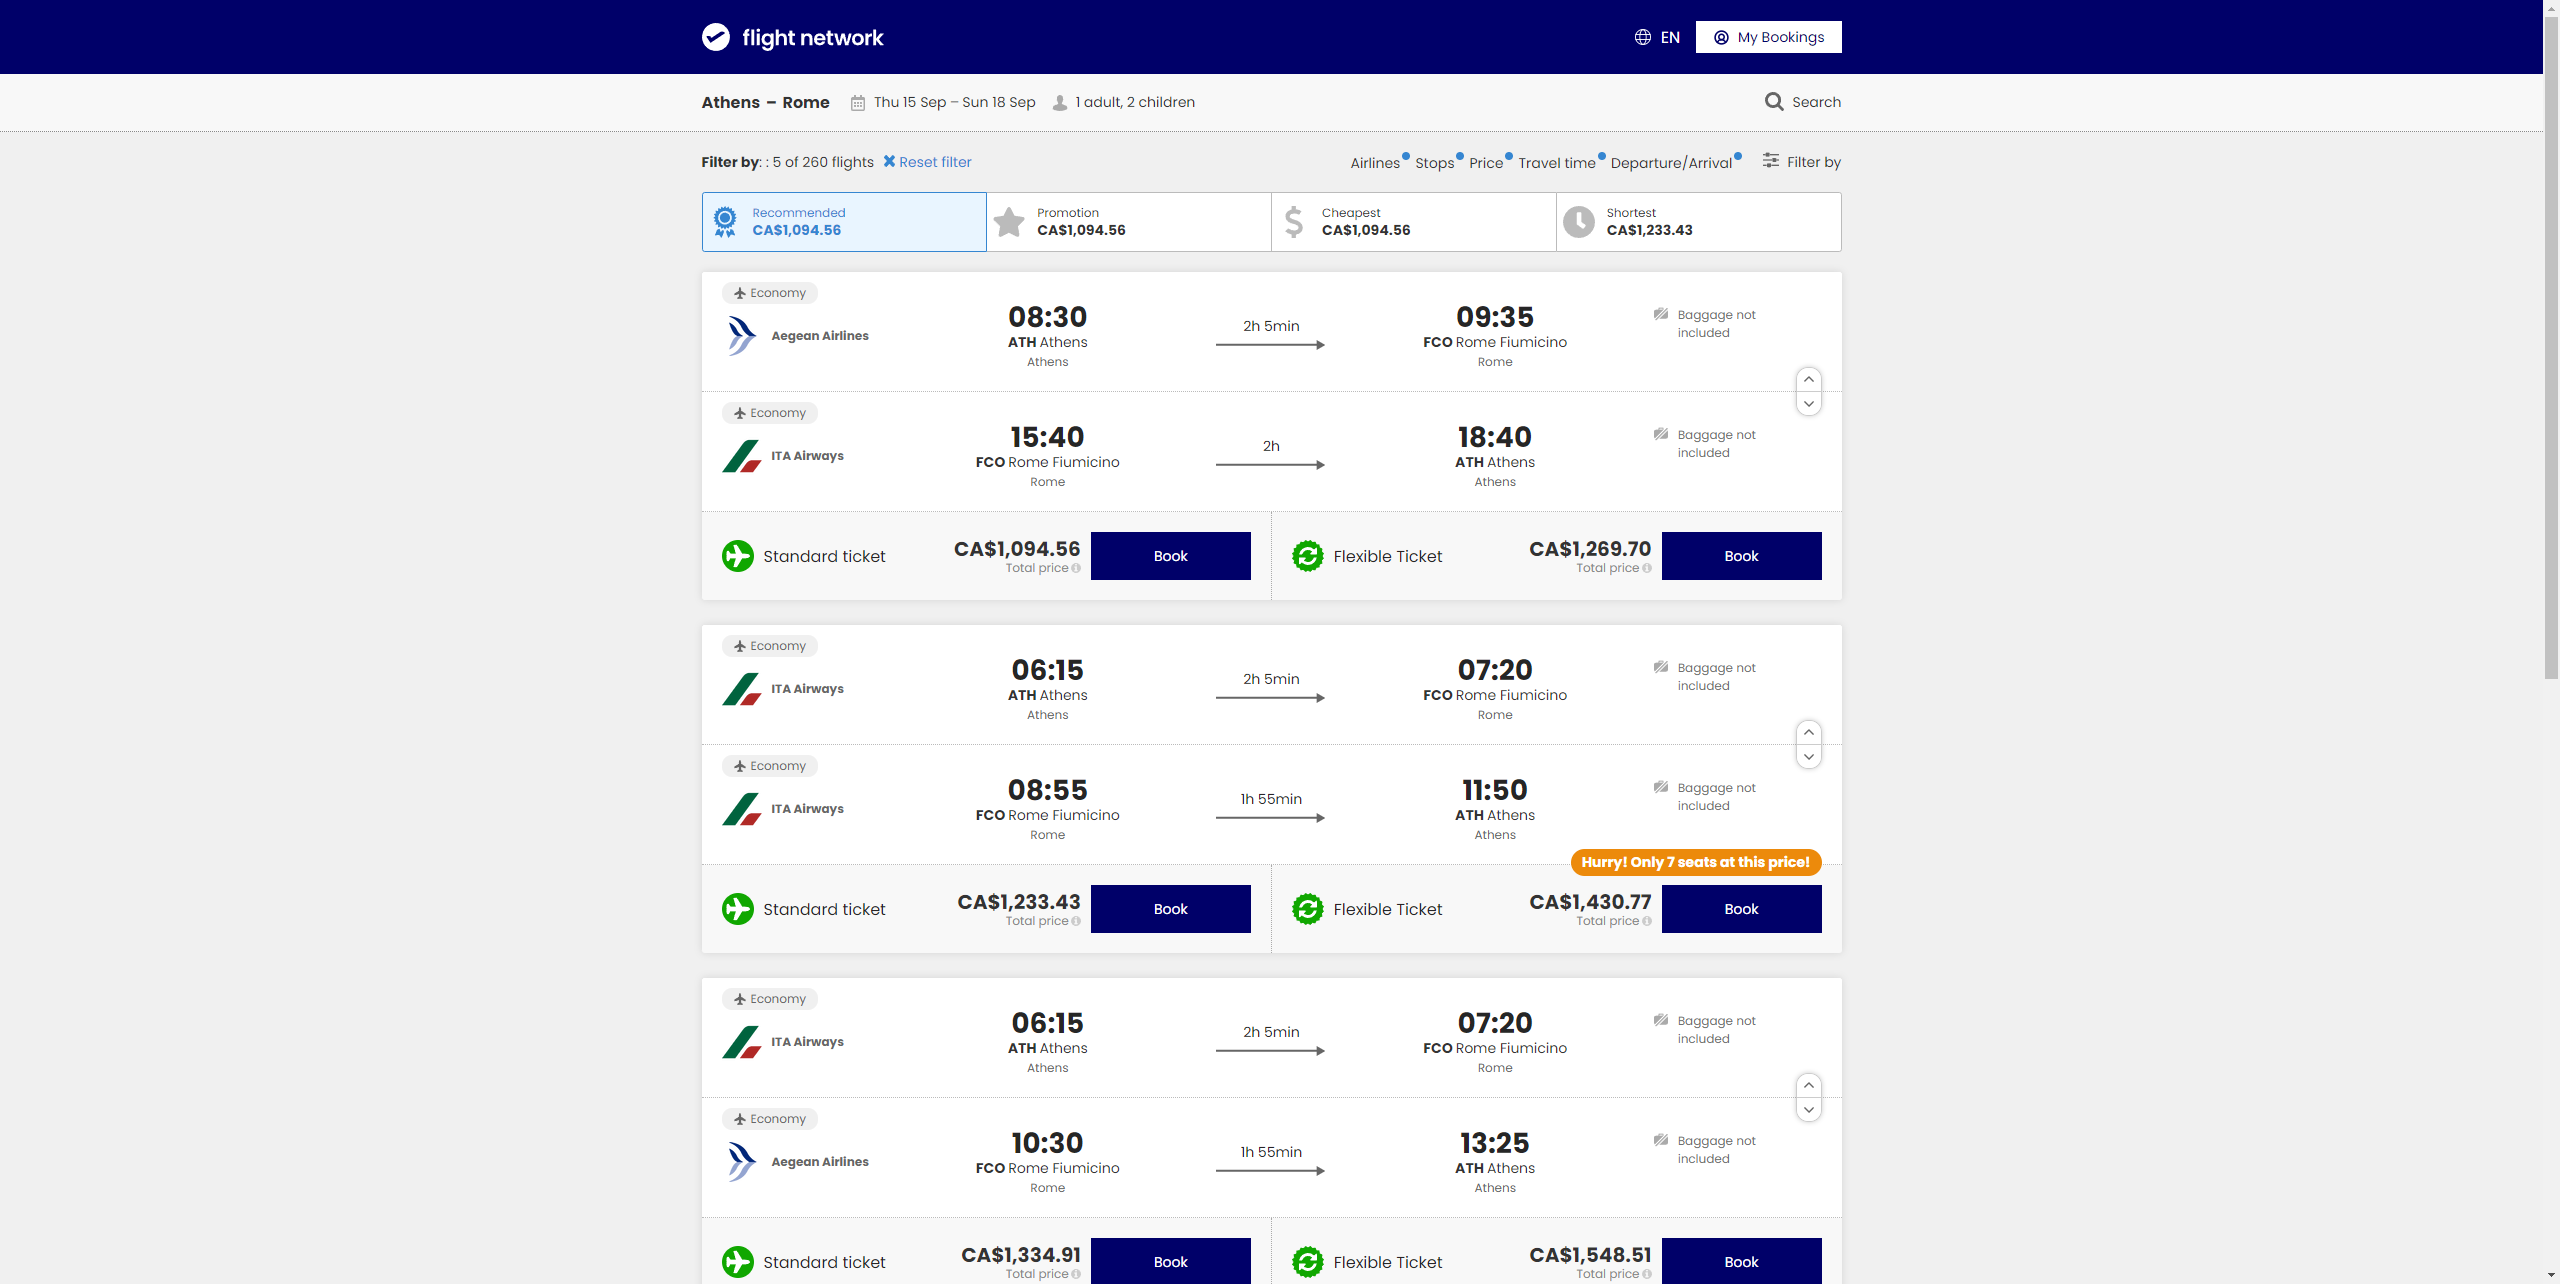 flight network
EN
My Bookings
Athens – Rome
Thu 15 Sep – Sun 18 Sep
1 adult, 2 children
Search
Filter by: : 5 of 260 flights
Reset filter
Airlines
Stops
Price
Travel time
Departure/Arrival
Filter by
Recommended
CA$1,094.56
Promotion
CA$1,094.56
Cheapest
CA$1,094.56
Shortest
CA$1,233.43
Economy
Aegean Airlines
08:30
ATH Athens
Athens
2h 5min
09:35
FCO Rome Fiumicino
Rome
Baggage not
included
Economy
ITA Airways
15:40
FCO Rome Fiumicino
Rome
2h
18:40
ATH Athens
Athens
Baggage not
included
Standard ticket
CA$1,094.56
Total price
Book
Flexible Ticket
CA$1,269.70
Total price
Book
Economy
ITA Airways
06:15
ATH Athens
Athens
2h 5min
07:20
FCO Rome Fiumicino
Rome
Baggage not
included
Economy
ITA Airways
08:55
FCO Rome Fiumicino
Rome
1h 55min
11:50
ATH Athens
Athens
Baggage not
included
Hurry! Only 7 seats at this price!
Standard ticket
CA$1,233.43
Total price
Book
Flexible Ticket
CA$1,430.77
Total price
Book
Economy
ITA Airways
06:15
ATH Athens
Athens
2h 5min
07:20
FCO Rome Fiumicino
Rome
Baggage not
included
Economy
Aegean Airlines
10:30
FCO Rome Fiumicino
Rome
1h 55min
13:25
ATH Athens
Athens
Baggage not
included
Standard ticket
CA$1,334.91
Total price
Book
Flexible Ticket
CA$1,548.51
Total price
Book